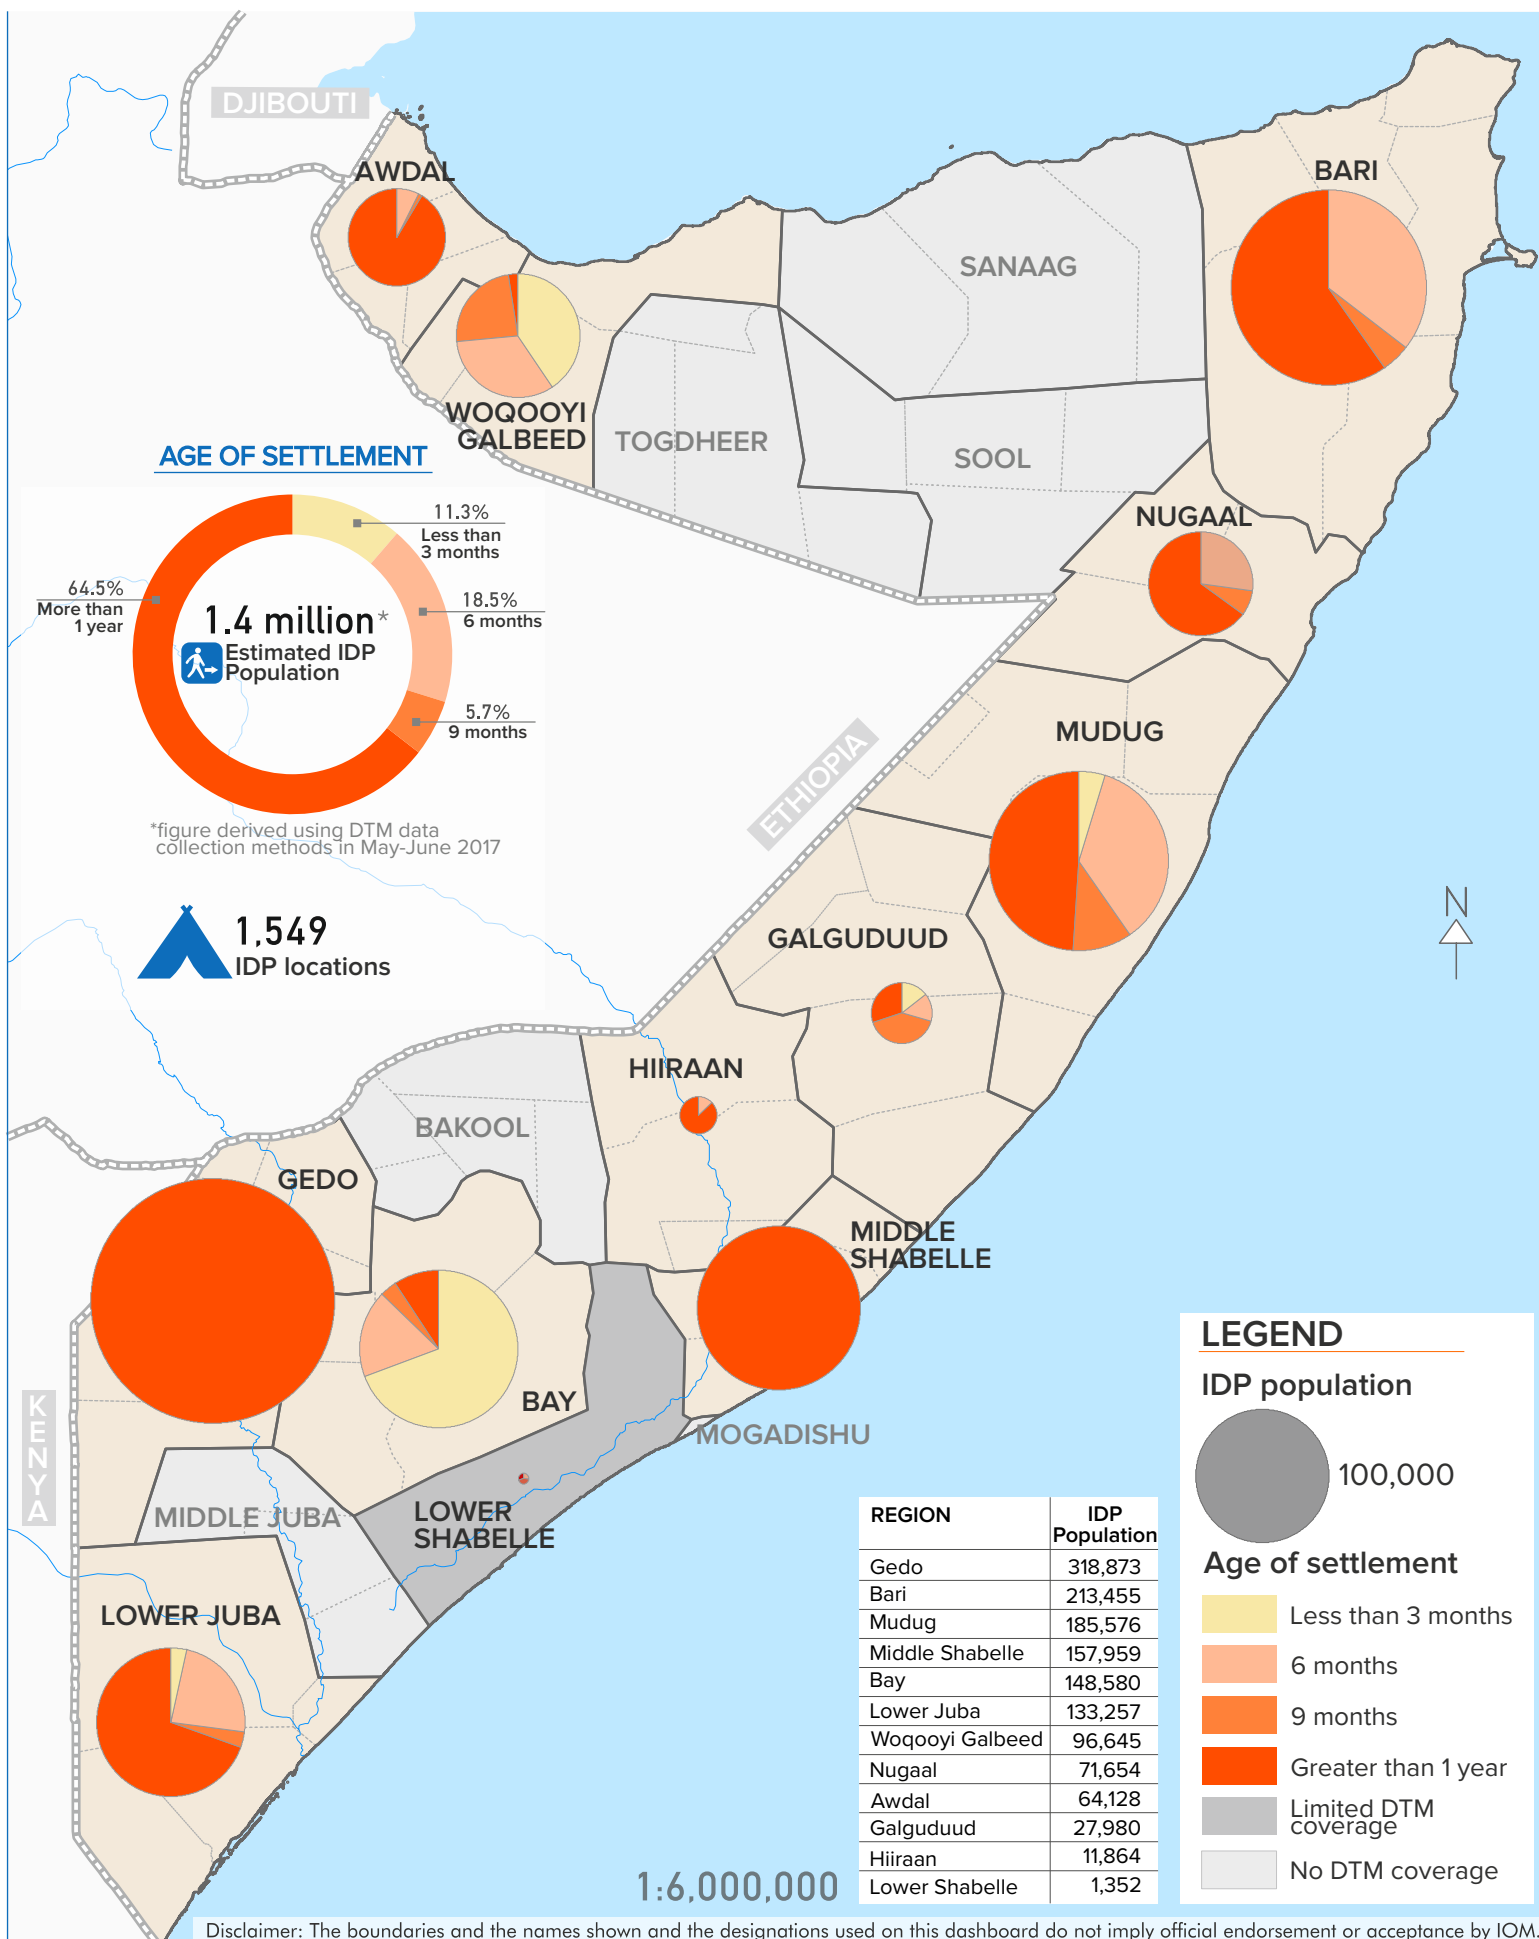 DJIBOUTI
AWDAL
BARI
SANAAG
WOQOOYI
GALBEED
TOGDHEER
SOOL
NUGAAL
AGE OF SETTLEMENT
11.3%
Less than
3 months
64.5%
More than
1 year
18.5%
6 months
1.4 million*
Estimated IDP
Population
5.7%
9 months
*figure derived using DTM data
collection methods in May-June 2017
1,549
IDP locations
MUDUG
ETHIOPIA
GALGUDUUD
N
HIIRAAN
BAKOOL
GEDO
MIDDLE
SHABELLE
BAY
MOGADISHU
KENYA
MIDDLE JUBA
LOWER
SHABELLE
LOWER JUBA
LEGEND
IDP population
100,000
Age of settlement
Less than 3 months
6 months
9 months
Greater than 1 year
Limited DTM
coverage
No DTM coverage
REGION IDP
Population
Gedo 318,873
Bari 213,455
Mudug 185,576
Middle Shabelle 157,959
Bay 148,580
Lower Juba 133,257
Woqooyi Galbeed 96,645
Nugaal 71,654
Awdal 64,128
Galguduud 27,980
Hiiraan 11,864
Lower Shabelle 1,352
1:6,000,000
Disclaimer: The boundaries and the names shown and the designations used on this dashboard do not imply official endorsement or acceptance by IOM.